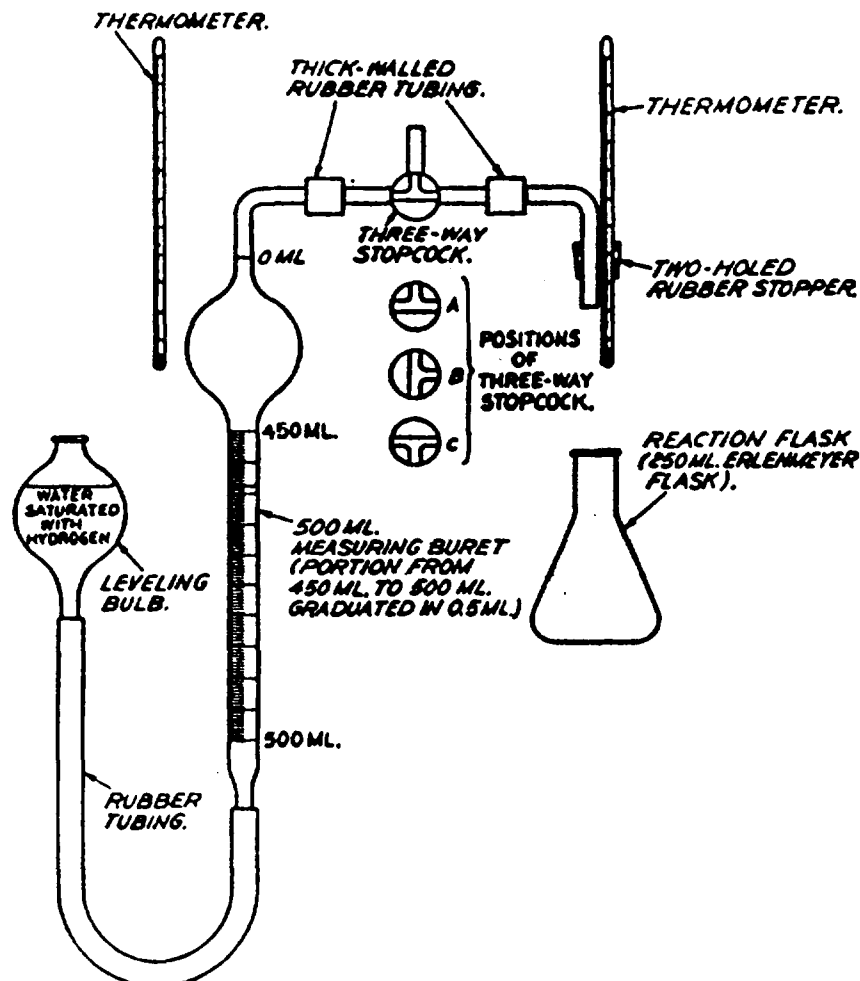 THERMOMETER.
THICK-WALLED
RUBBER TUBING.
THERMOMETER.
THREE-WAY
STOPCOCK.
0 ML
TWO-HOLED
RUBBER STOPPER.
A
B
C
POSITIONS
OF
THREE-WAY
STOPCOCK.
450 ML.
REACTION FLASK
(250 ML. ERLENMEYER
FLASK).
WATER
SATURATED
WITH
HYDROGEN
LEVELING
BULB.
500 ML.
MEASURING BURET
(PORTION FROM
450 ML. TO 500 ML.
GRADUATED IN 0.5 ML.)
500 ML.
RUBBER
TUBING.